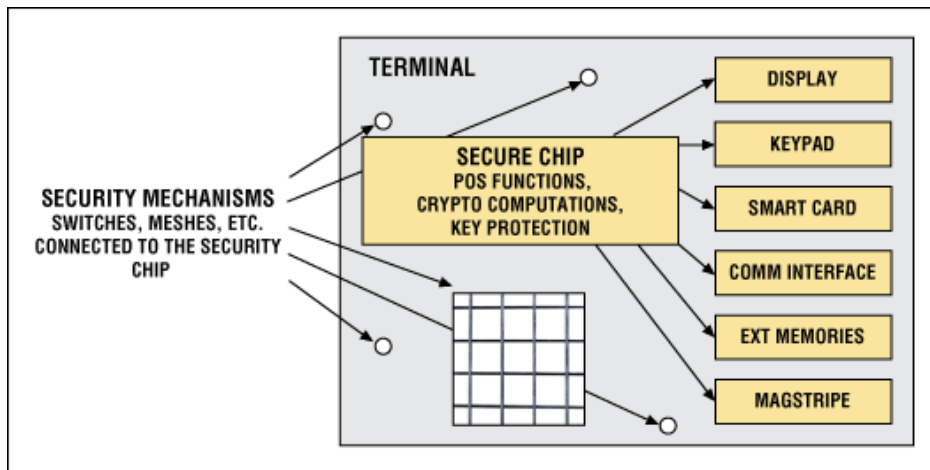 TERMINAL
DISPLAY
KEYPAD
SECURE CHIP
POS FUNCTIONS,
CRYPTO COMPUTATIONS,
KEY PROTECTION
SMART CARD
SECURITY MECHANISMS
SWITCHES, MESHES, ETC.
CONNECTED TO THE SECURITY
CHIP
COMM INTERFACE
EXT MEMORIES
MAGSTRIPE